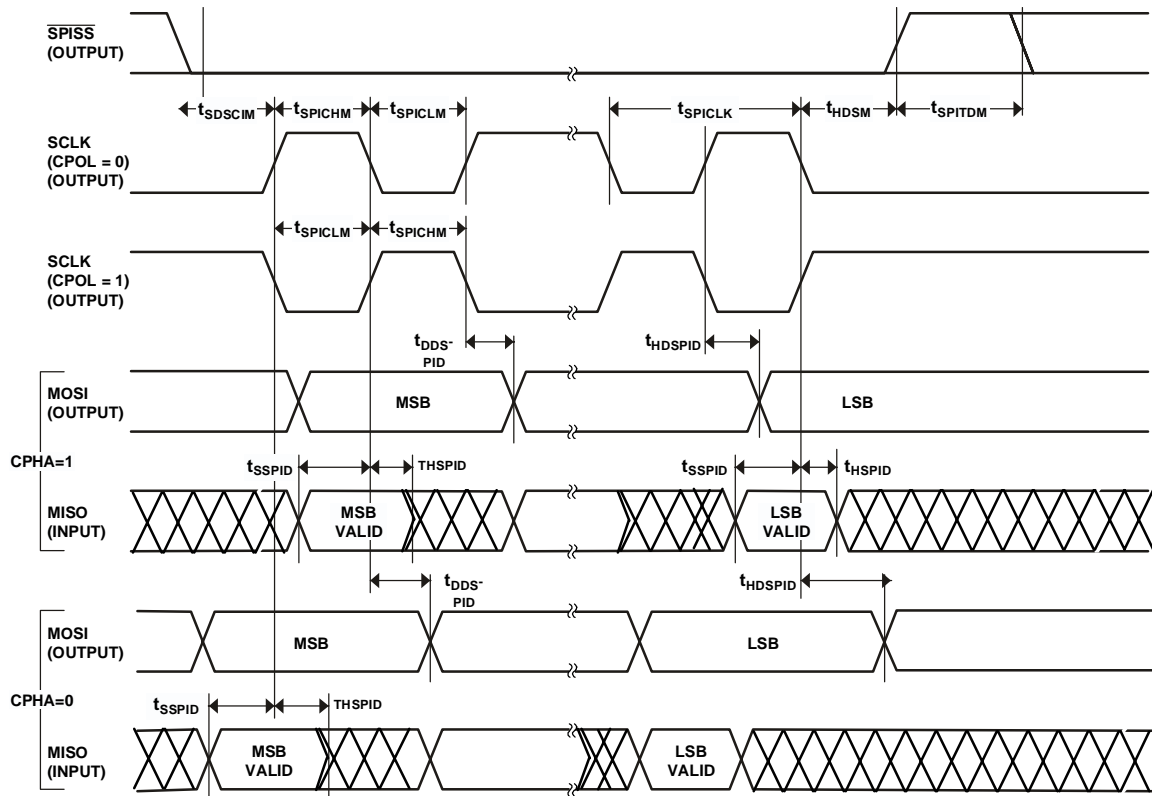 SPISS
(OUTPUT)
tSDSCIM
tSPICHM
tSPICLM
tSPICLK
tHDSM
tSPITDM
SCLK
(CPOL = 0)
(OUTPUT)
tSPICLM
tSPICHM
SCLK
(CPOL = 1)
(OUTPUT)
tDDS-
PID
tHDSPID
MOSI
(OUTPUT)
MSB
LSB
CPHA=1
tSSPID
THSPID
tSSPID
tHSPID
MISO
(INPUT)
MSB
VALID
LSB
VALID
tDDS-
PID
tHDSPID
MOSI
(OUTPUT)
MSB
LSB
CPHA=0
tSSPID
THSPID
MISO
(INPUT)
MSB
VALID
LSB
VALID